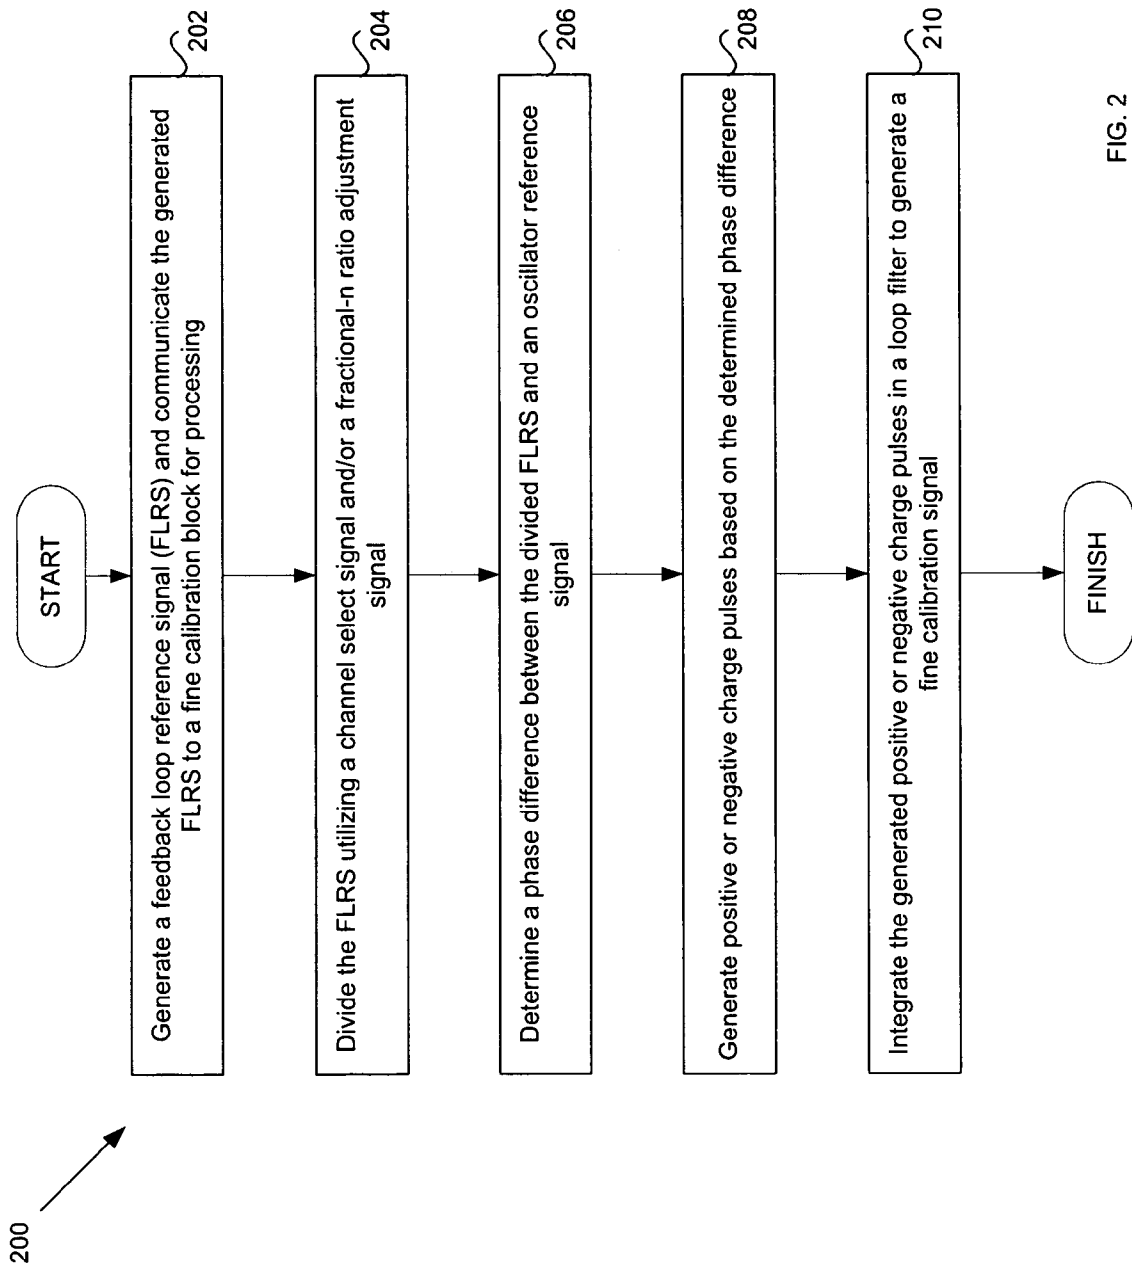 200
START
Generate a feedback loop reference signal (FLRS) and communicate the generated
FLRS to a fine calibration block for processing
202
Divide the FLRS utilizing a channel select signal and/or a fractional-n ratio adjustment
signal
204
Determine a phase difference between the divided FLRS and an oscillator reference
signal
206
Generate positive or negative charge pulses based on the determined phase difference
208
Integrate the generated positive or negative charge pulses in a loop filter to generate a
fine calibration signal
210
FINISH
FIG. 2